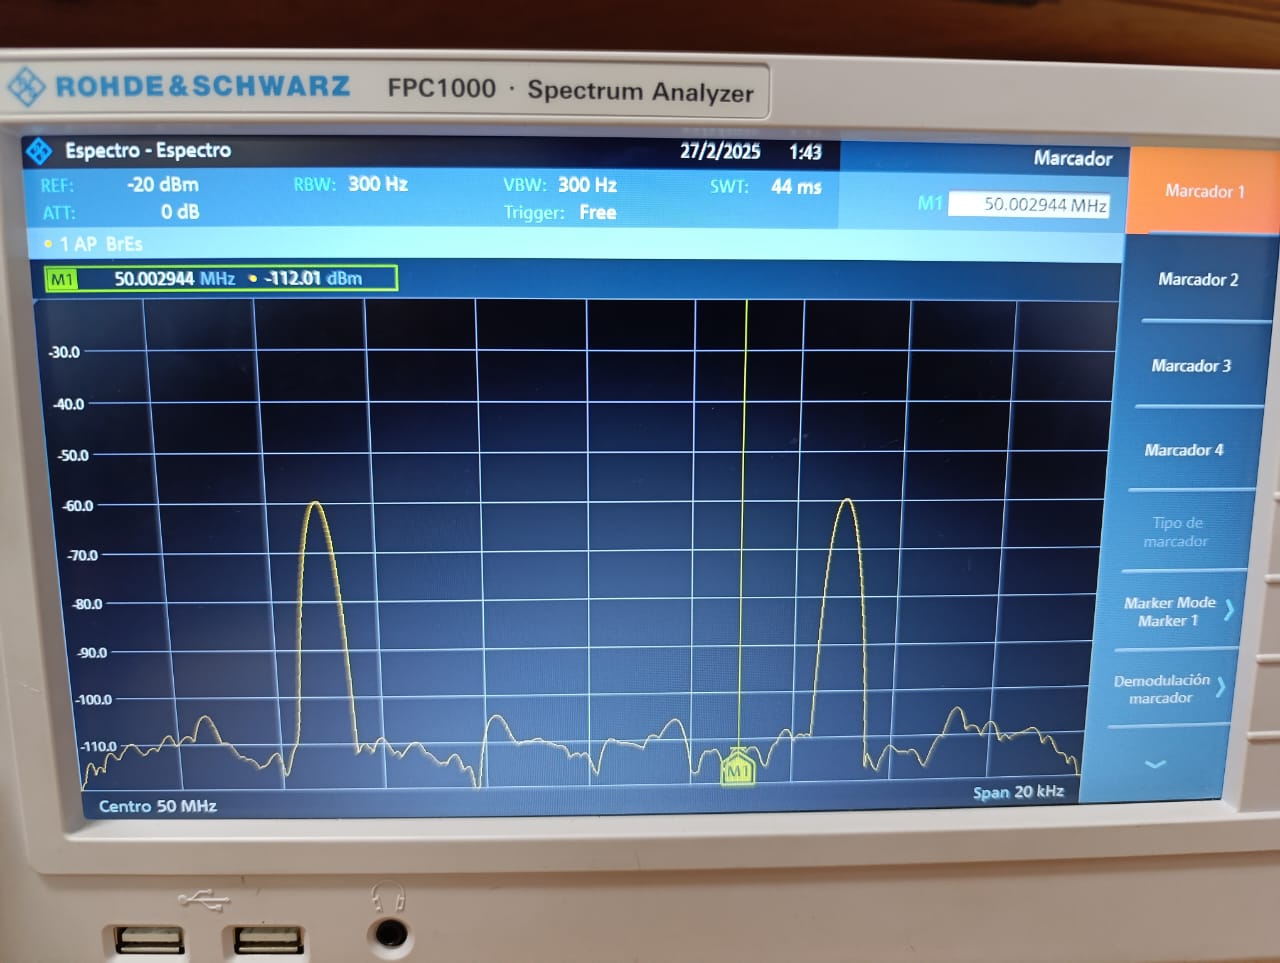 ROHDE&SCHWARZ FPC1000 · Spectrum Analyzer
Espectro - Espectro 27/2/2025 1:43 Marcador
REF: -20 dBm RBW: 300 Hz VBW: 300 Hz SWT: 44 ms M1 50.002944 MHz
ATT: 0 dB Trigger: Free
1 AP BrEs
M1 50.002944 MHz • -112.01 dBm
-30.0
-40.0
-50.0
-60.0
-70.0
-80.0
-90.0
-100.0
-110.0
M1
Centro 50 MHz Span 20 kHz
Marcador 1
Marcador 2
Marcador 3
Marcador 4
Tipo de
marcador
Marker Mode
Marker 1
Demodulación
marcador